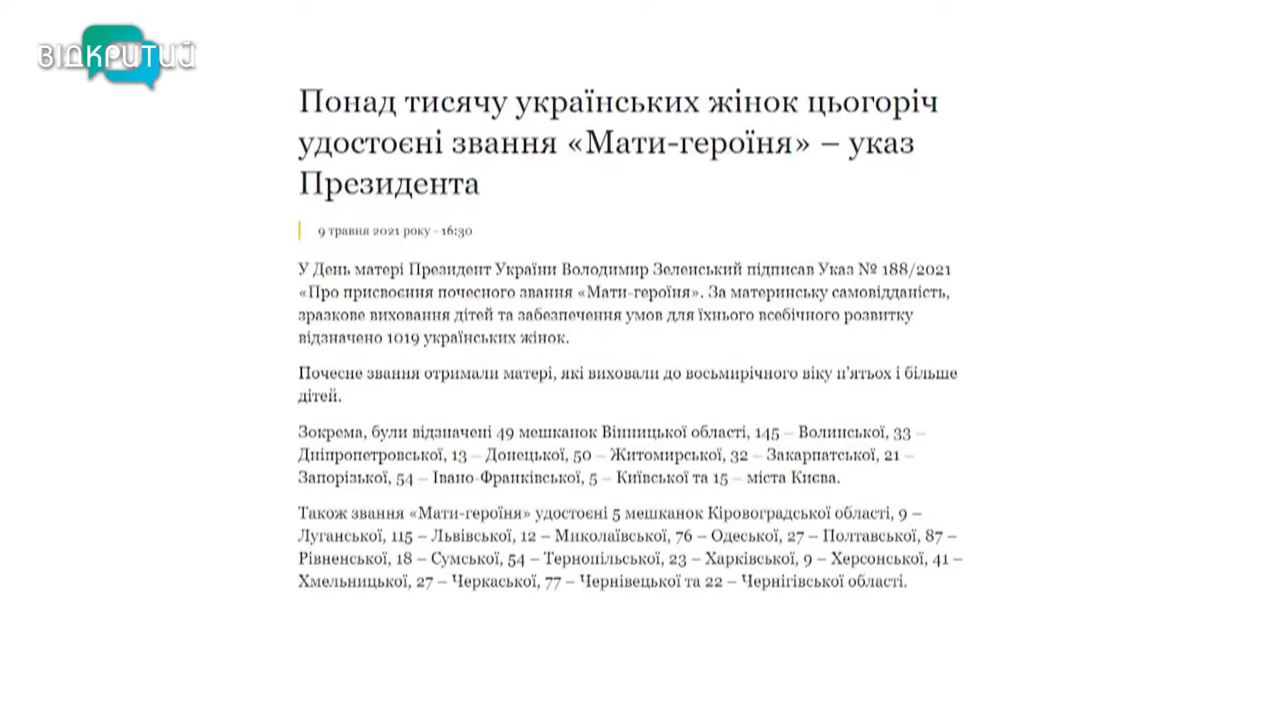 ВІДКРИТИЙ
Понад тисячу українських жінок цьогоріч
удостоєні звання «Мати-героїня» – указ
Президента
9 травня 2021 року - 16:30
У День матері Президент України Володимир Зеленський підписав Указ № 188/2021
«Про присвоєння почесного звання «Мати-героїня». За материнську самовідданість,
зразкове виховання дітей та забезпечення умов для їхнього всебічного розвитку
відзначено 1019 українських жінок.
Почесне звання отримали матері, які виховали до восьмирічного віку п'ятьох і більше
дітей.
Зокрема, були відзначені 49 мешканок Вінницької області, 145 – Волинської, 33 –
Дніпропетровської, 13 – Донецької, 50 – Житомирської, 32 – Закарпатської, 21 –
Запорізької, 54 – Івано-Франківської, 5 – Київської та 15 – міста Києва.
Також звання «Мати-героїня» удостоєні 5 мешканок Кіровоградської області, 9 –
Луганської, 115 – Львівської, 12 – Миколаївської, 76 – Одеської, 27 – Полтавської, 87 –
Рівненської, 18 – Сумської, 54 – Тернопільської, 23 – Харківської, 9 – Херсонської, 41 –
Хмельницької, 27 – Черкаської, 77 – Чернівецької та 22 – Чернігівської області.